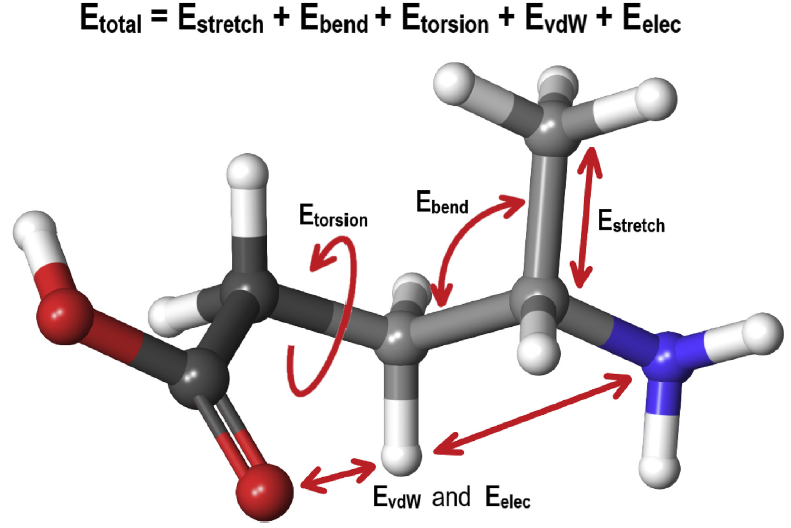 Etotal = Estretch + Ebend + Etorsion + EvdW + Eelec
Etorsion
Ebend
Estretch
EvdW and Eelec